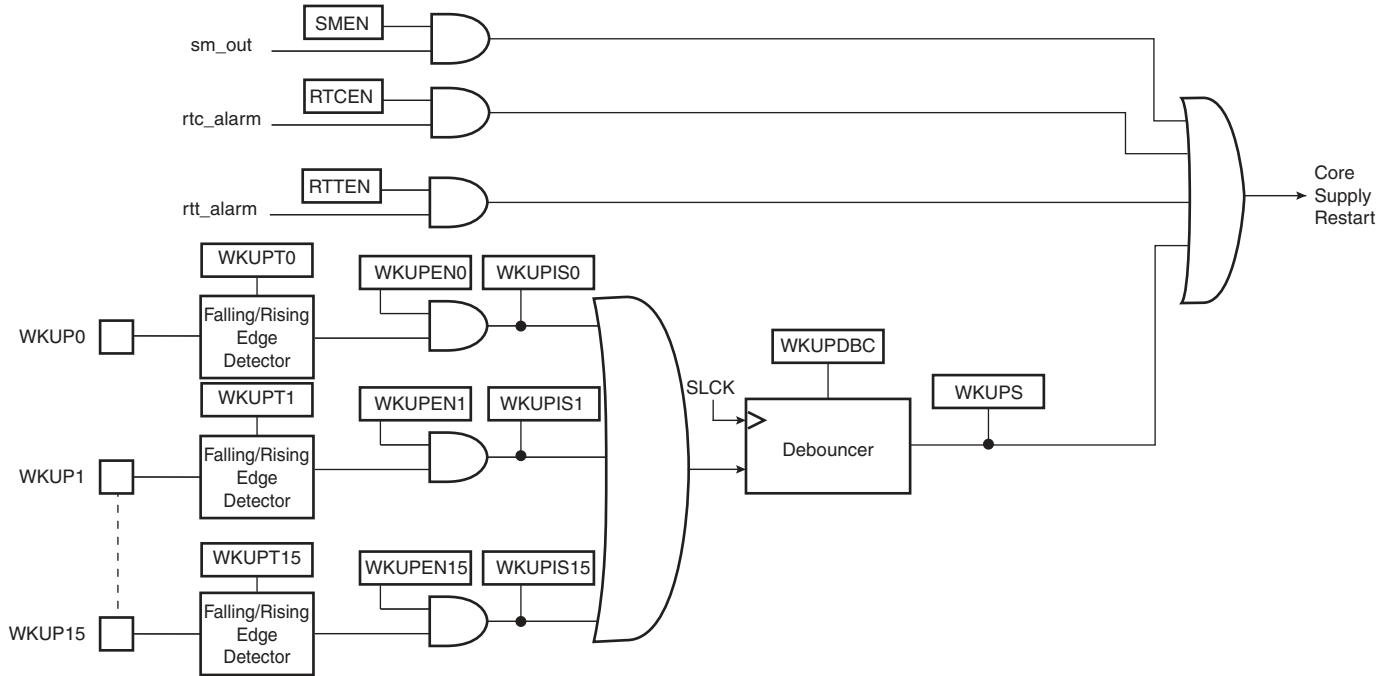 SMEN
sm_out
RTCEN
rtc_alarm
RTTEN
rtt_alarm
Core
Supply
Restart
WKUPT0
WKUPEN0
WKUPIS0
Falling/Rising
Edge
Detector
WKUP0
WKUPDBC
WKUPT1
WKUPEN1
WKUPIS1
SLCK
WKUPS
Falling/Rising
Edge
Detector
Debouncer
WKUP1
WKUPT15
WKUPEN15
WKUPIS15
Falling/Rising
Edge
Detector
WKUP15